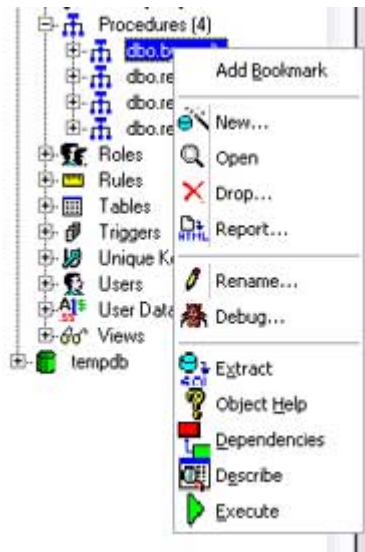 Procedures (4)
dbo.
dbo.re
dbo.re
dbo.re
Roles
Rules
Tables
Triggers
Unique K
Users
User Data
Views
tempdb
Add Bookmark
New...
Open
Drop...
Report...
Rename...
Debug...
Extract
Object Help
Dependencies
Describe
Execute